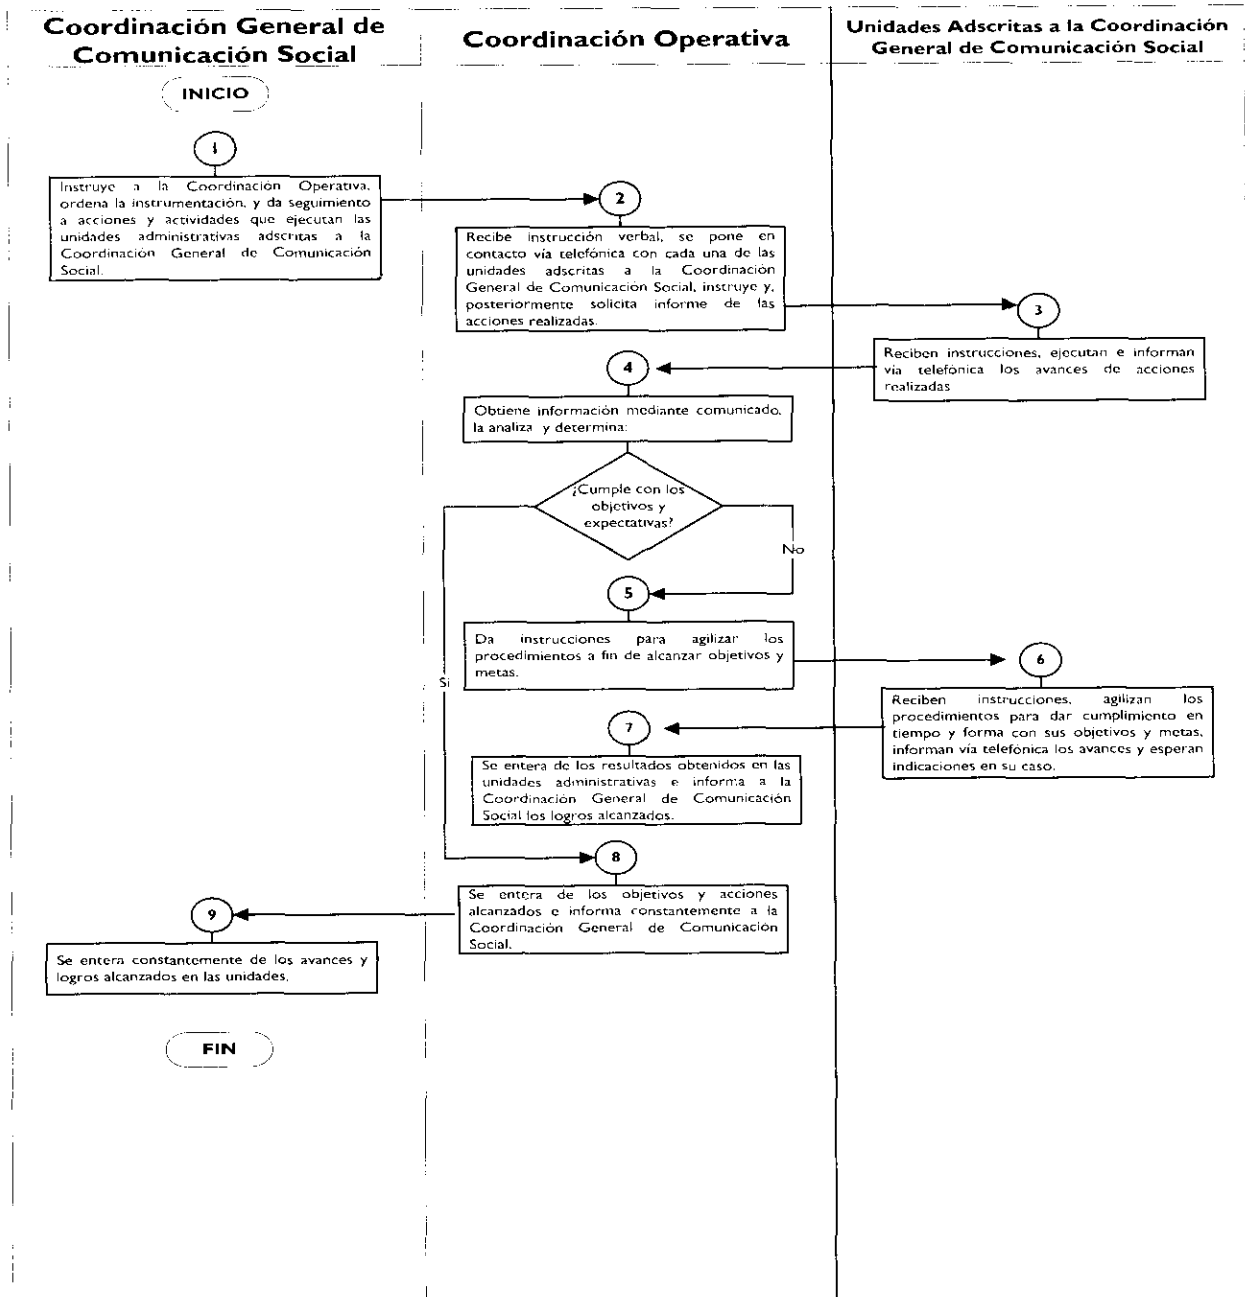 Coordinación General de
Comunicación Social
Coordinación Operativa
Unidades Adscritas a la Coordinación
General de Comunicación Social
INICIO
1
Instruye a la Coordinación Operativa,
ordena la instrumentación, y da seguimiento
a acciones y actividades que ejecutan las
unidades administrativas adscritas a la
Coordinación General de Comunicación
Social.
2
Recibe instrucción verbal, se pone en
contacto vía telefónica con cada una de las
unidades adscritas a la Coordinación
General de Comunicación Social, instruye y,
posteriormente solicita informe de las
acciones realizadas.
3
Reciben instrucciones, ejecutan e informan
vía telefónica los avances de acciones
realizadas
4
Obtiene información mediante comunicado,
la analiza y determina:
¿Cumple con los
objetivos y
expectativas?
No
Si
5
Da instrucciones para agilizar los
procedimientos a fin de alcanzar objetivos y
metas.
6
Reciben instrucciones, agilizan los
procedimientos para dar cumplimiento en
tiempo y forma con sus objetivos y metas,
informan vía telefónica los avances y esperan
indicaciones en su caso.
7
Se entera de los resultados obtenidos en las
unidades administrativas e informa a la
Coordinación General de Comunicación
Social los logros alcanzados.
8
Se entera de los objetivos y acciones
alcanzados e informa constantemente a la
Coordinación General de Comunicación
Social.
9
Se entera constantemente de los avances y
logros alcanzados en las unidades.
FIN